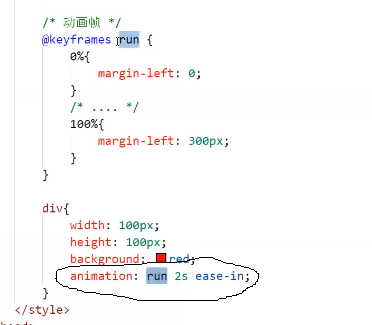 /* 动画帧 */
@keyframes run {
0%{
margin-left: 0;
}
/* .... */
100%{
margin-left: 300px;
}
}
div{
width: 100px;
height: 100px;
background: red;
animation: run 2s ease-in;
}
</style>